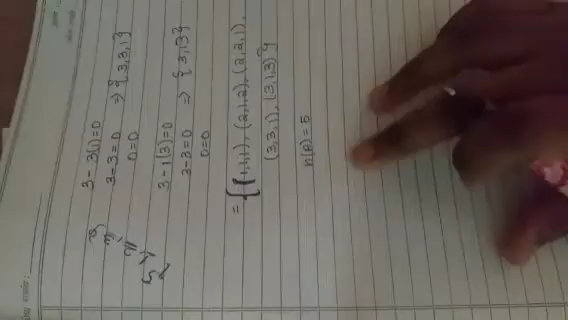 3-3(1)=0
3-3=0 ⇒ {3,3,1}
0=0
3-1(3)=0
3-3=0 ⇒ {3,1,3}
0=0
= {(1,1,1), (2,1,2), (2,2,1),
(3,3,1), (3,1,3)}
n(A) = 5